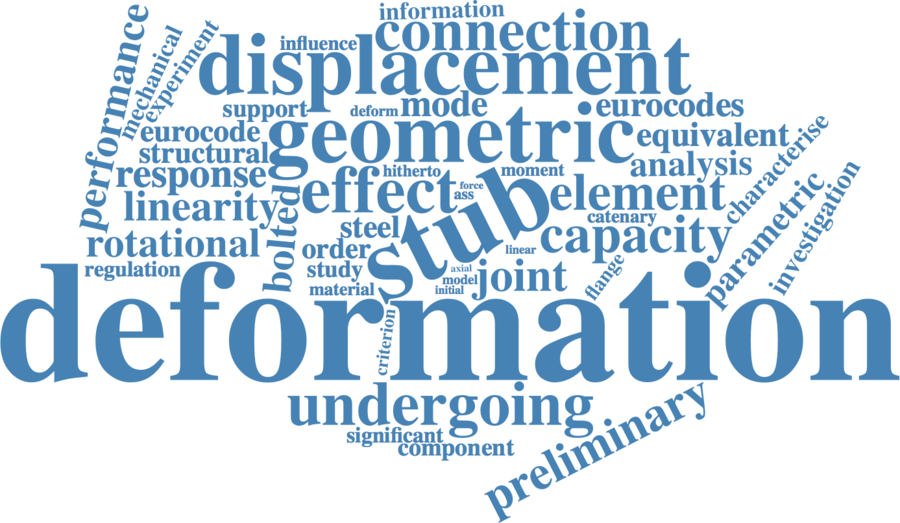 information
connection
influence
displacement
performance
mechanical
experiment
support
deform
mode
eurocodes
eurocode
geometric
equivalent
structural
analysis
characterise
response
hitherto
moment
effect
force
ass
element
linearity
bolted
stub
catenary
parametric
investigation
steel
capacity
rotational
order
linear
regulation
study
axial
joint
flange
model
material
initial
deformation
criterion
undergoing
significant
component
preliminary